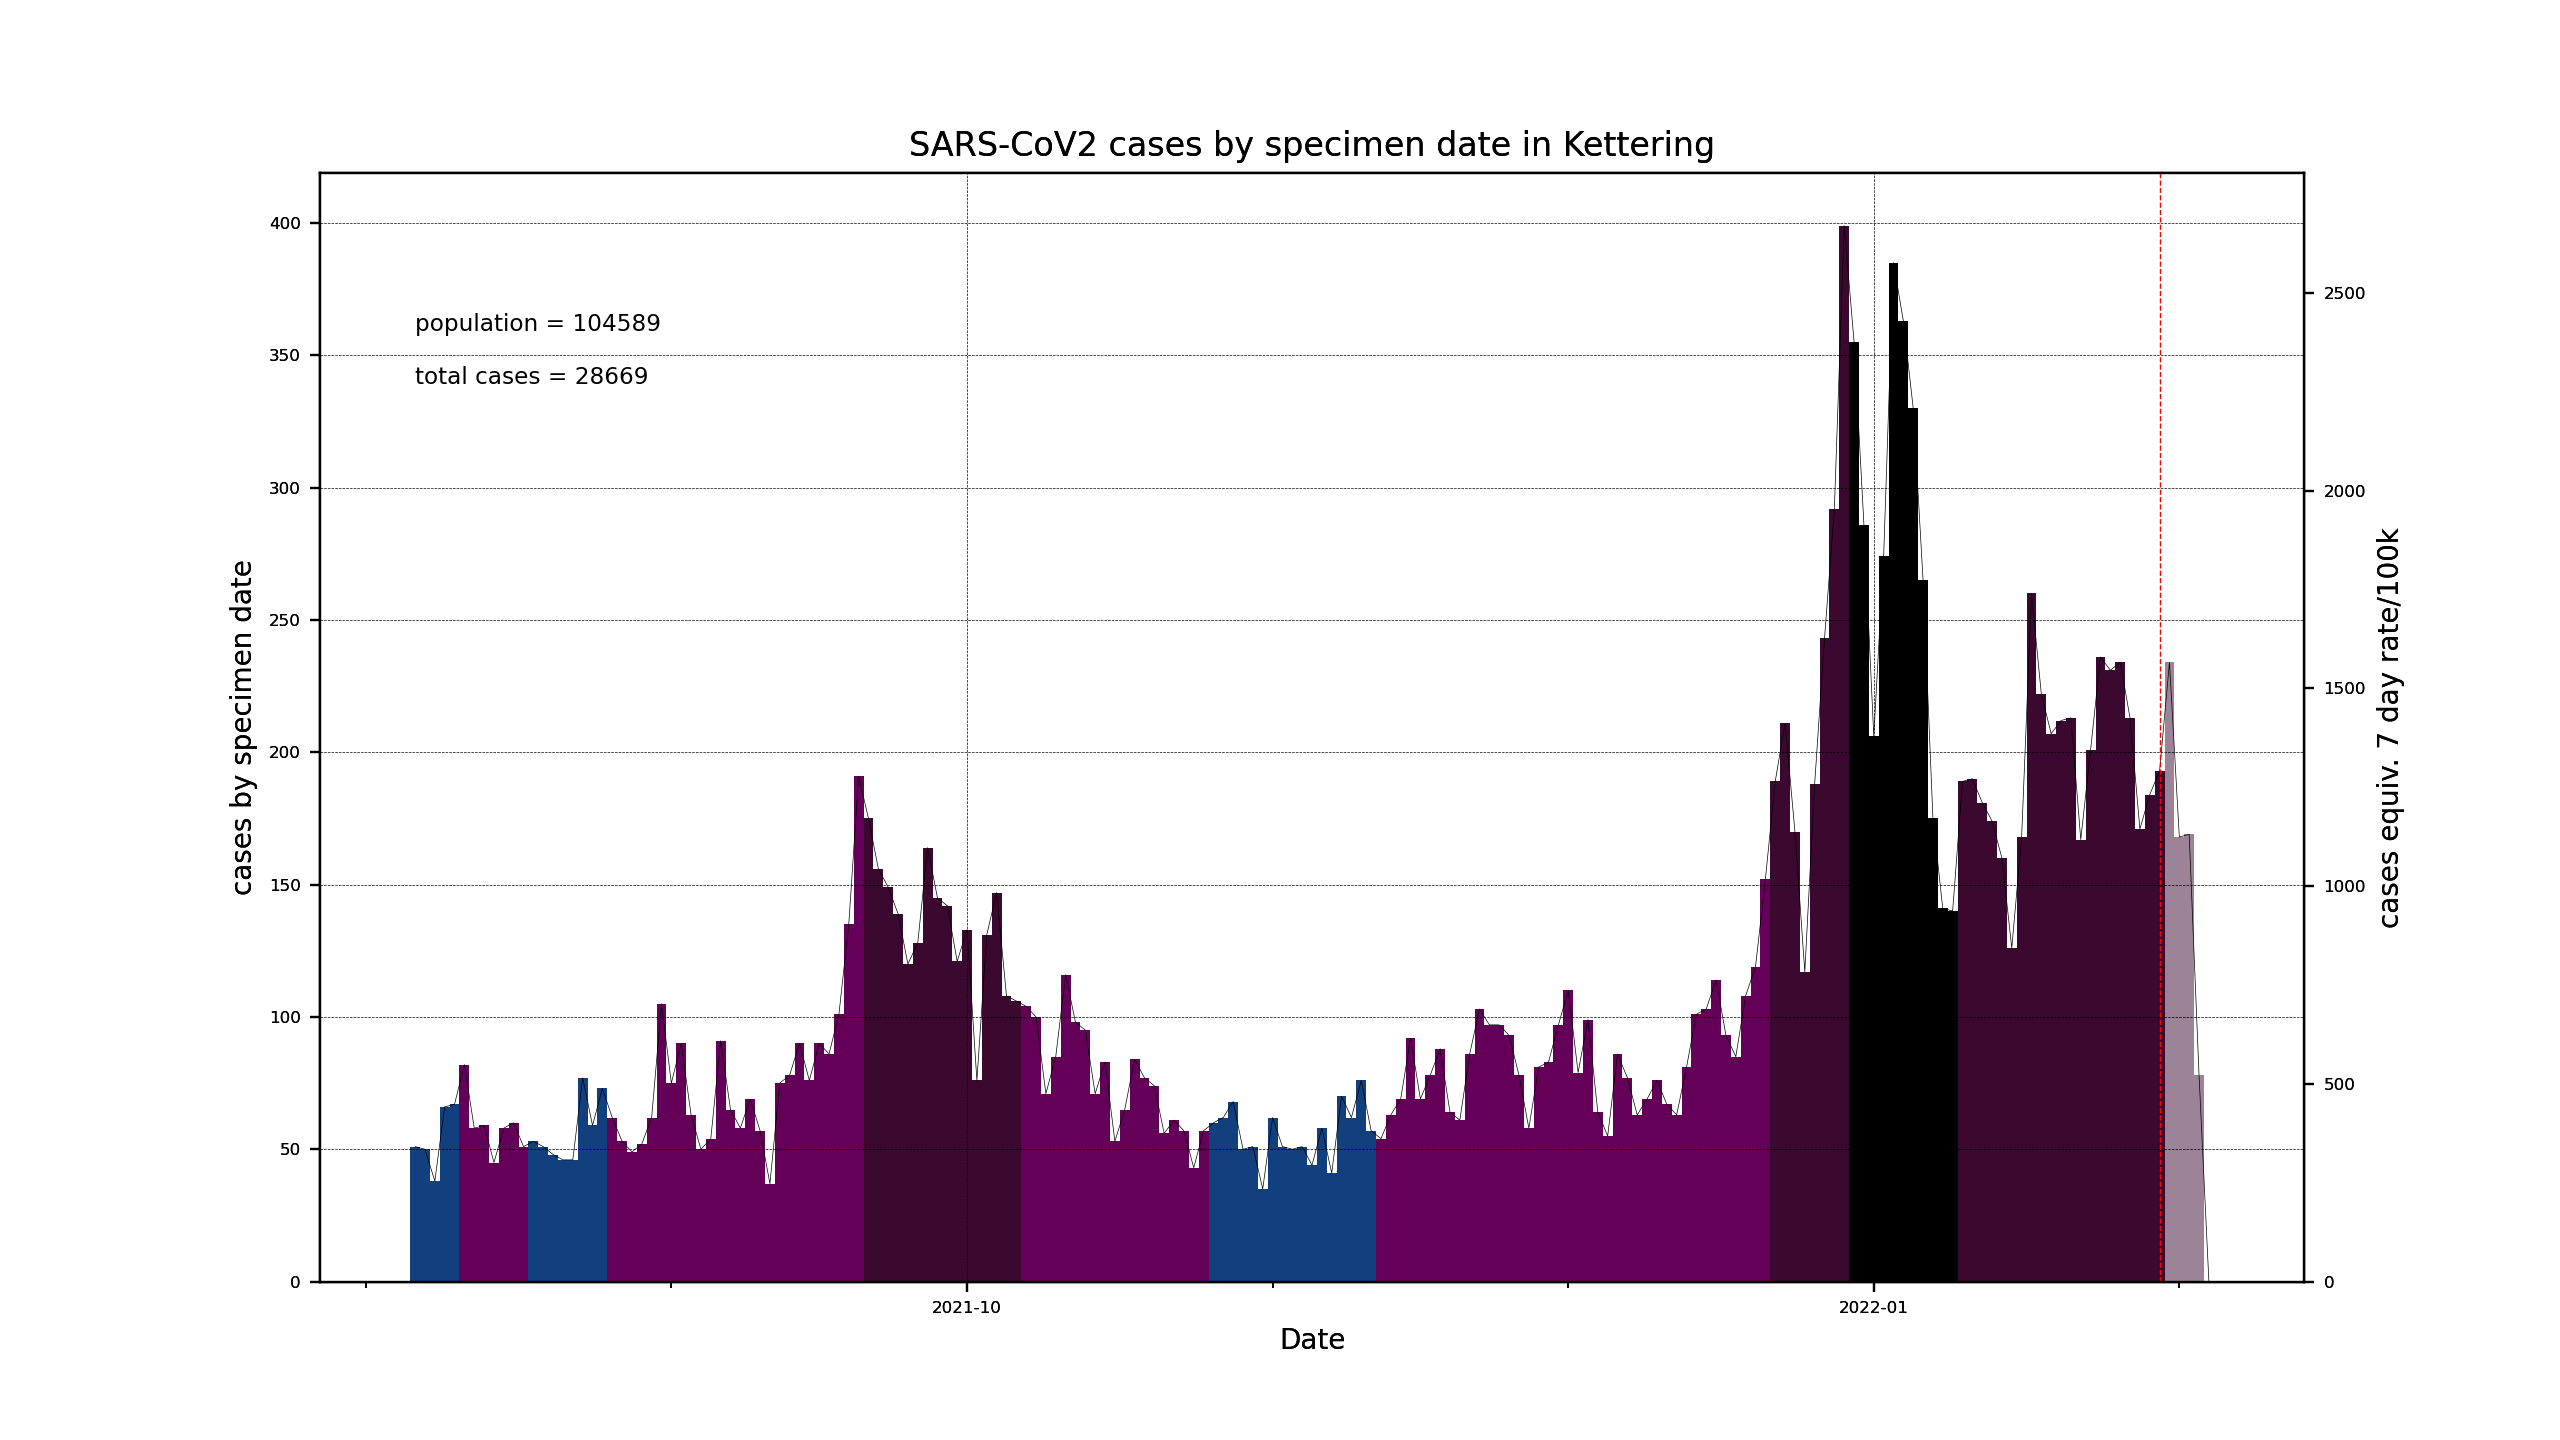 SARS-CoV2 cases by specimen date in Kettering
population = 104589
total cases = 28669
cases by specimen date
400
350
300
250
200
150
100
50
0
2021-10
2022-01
Date
2500
2000
1500
1000
500
0
cases equiv. 7 day rate/100k